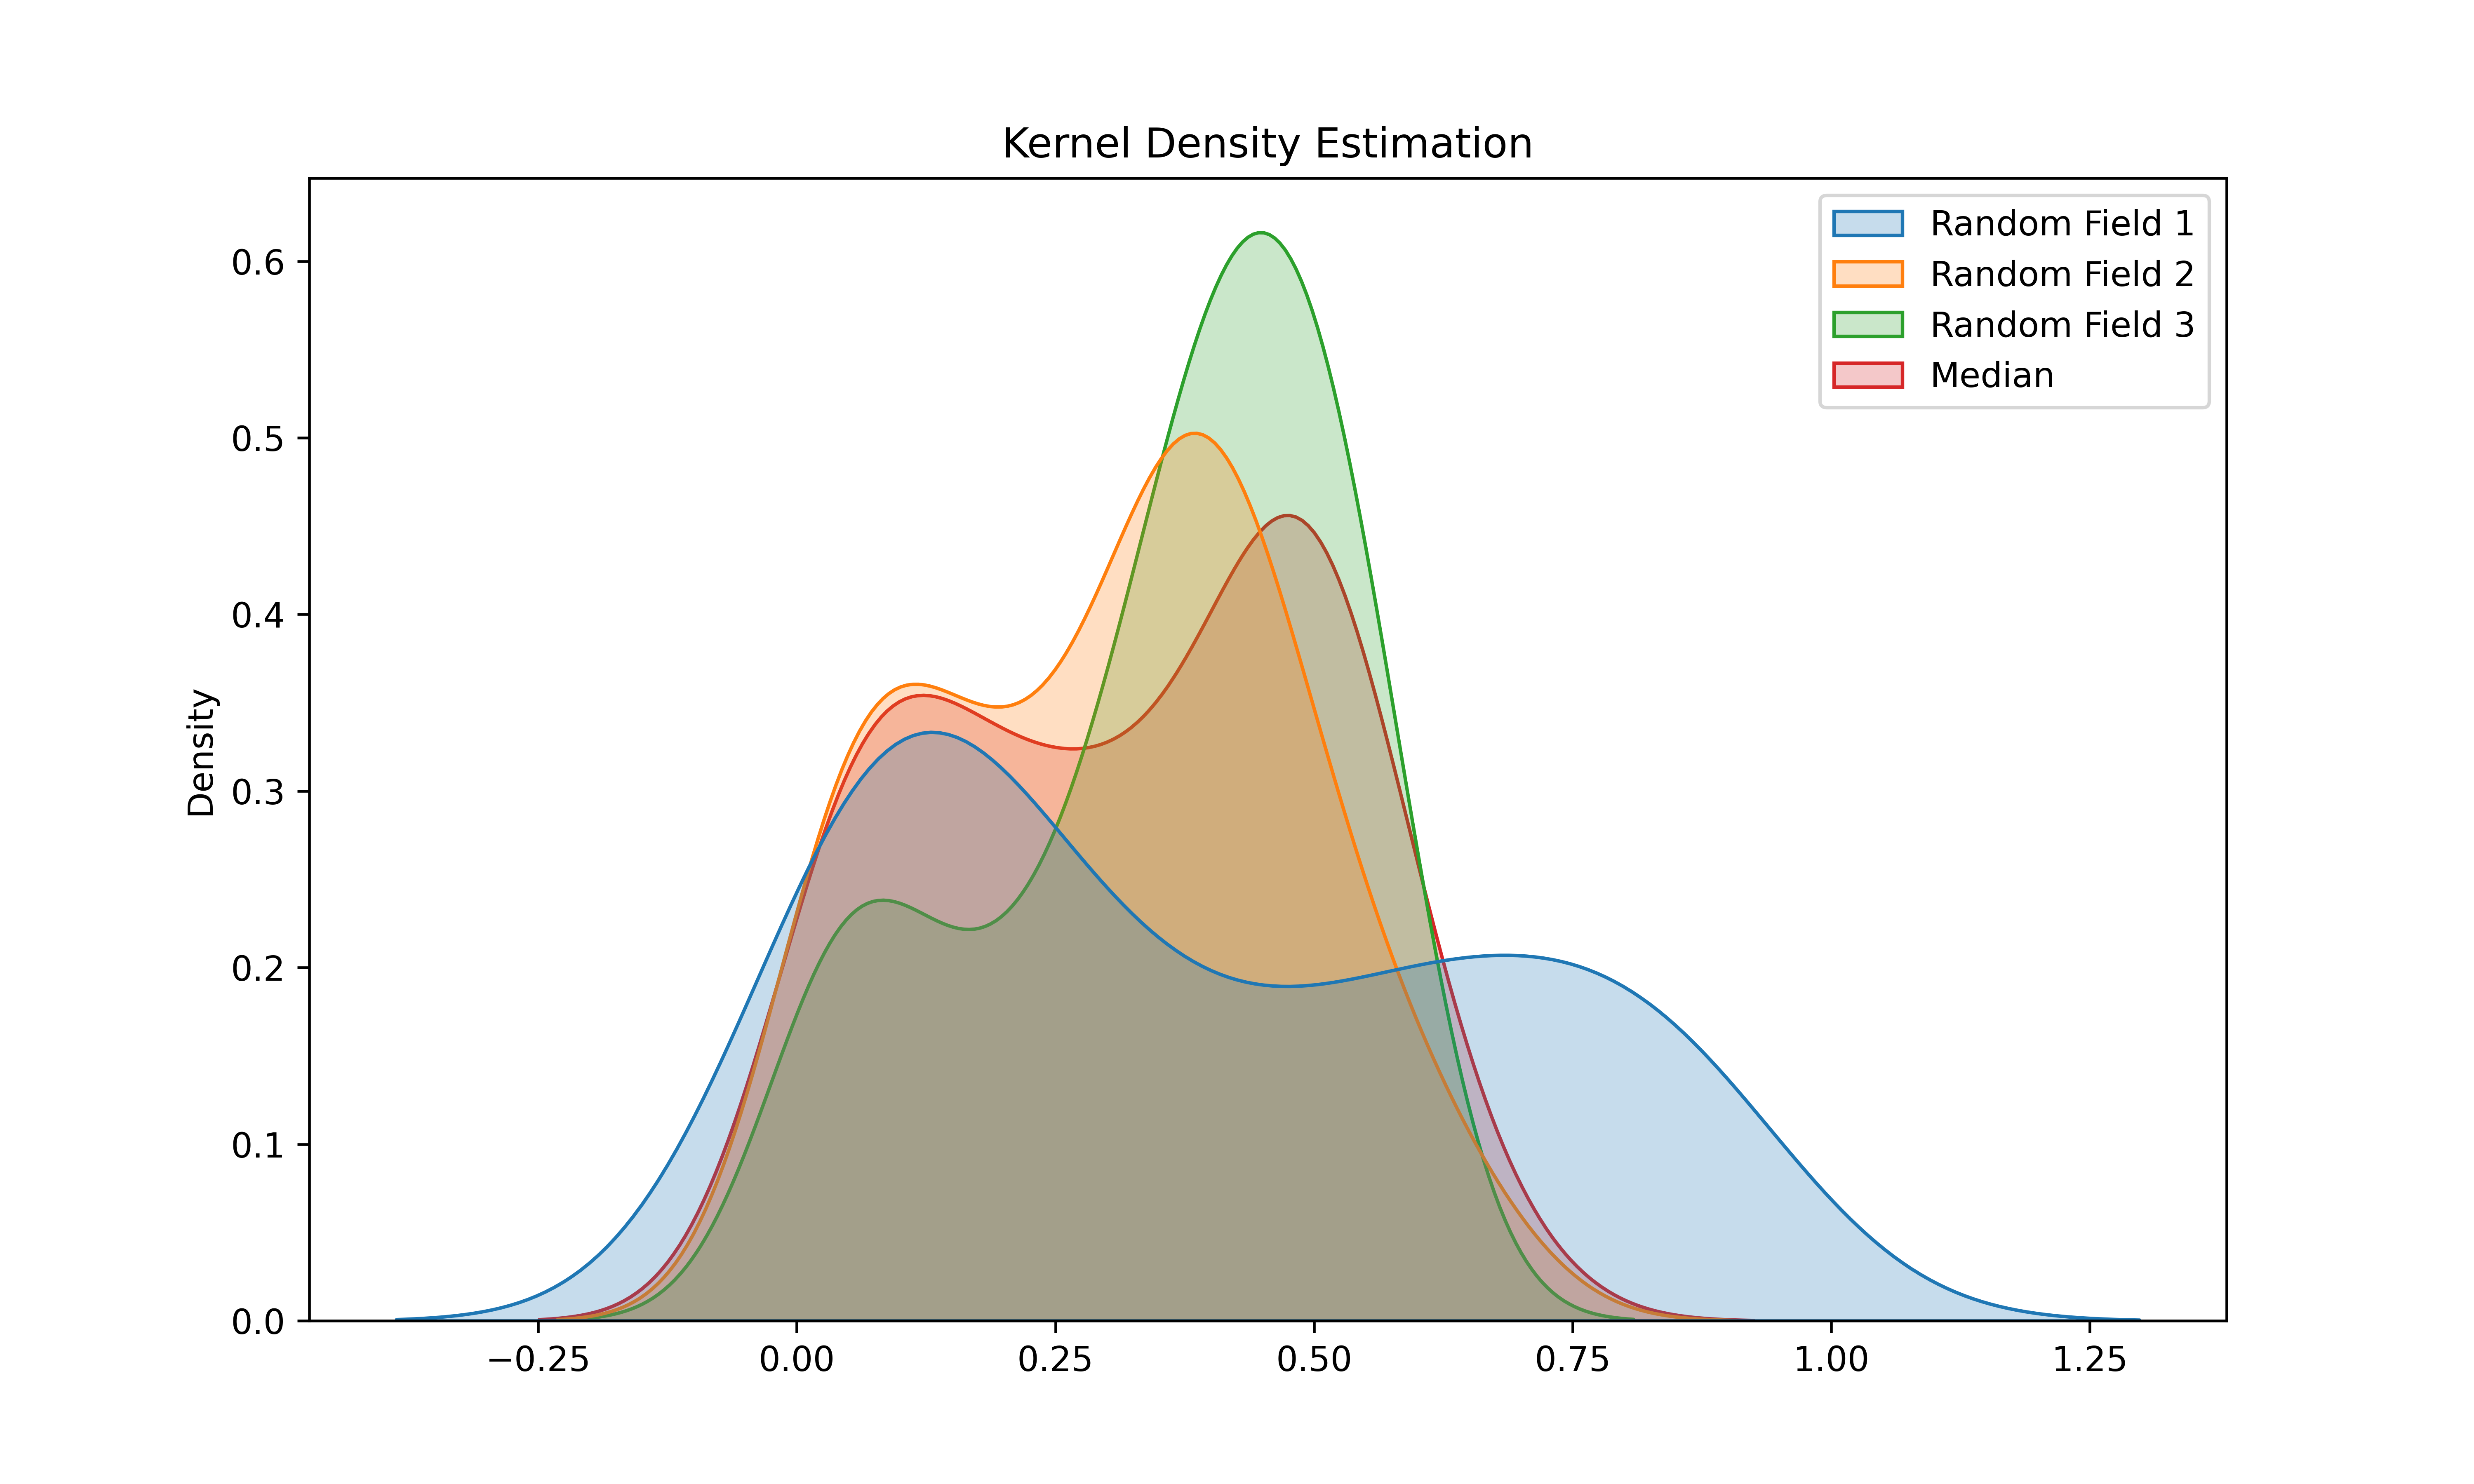 Kernel Density Estimation
Random Field 1
Random Field 2
Random Field 3
Median
Density
0.6
0.5
0.4
0.3
0.2
0.1
0.0
−0.25
0.00
0.25
0.50
0.75
1.00
1.25